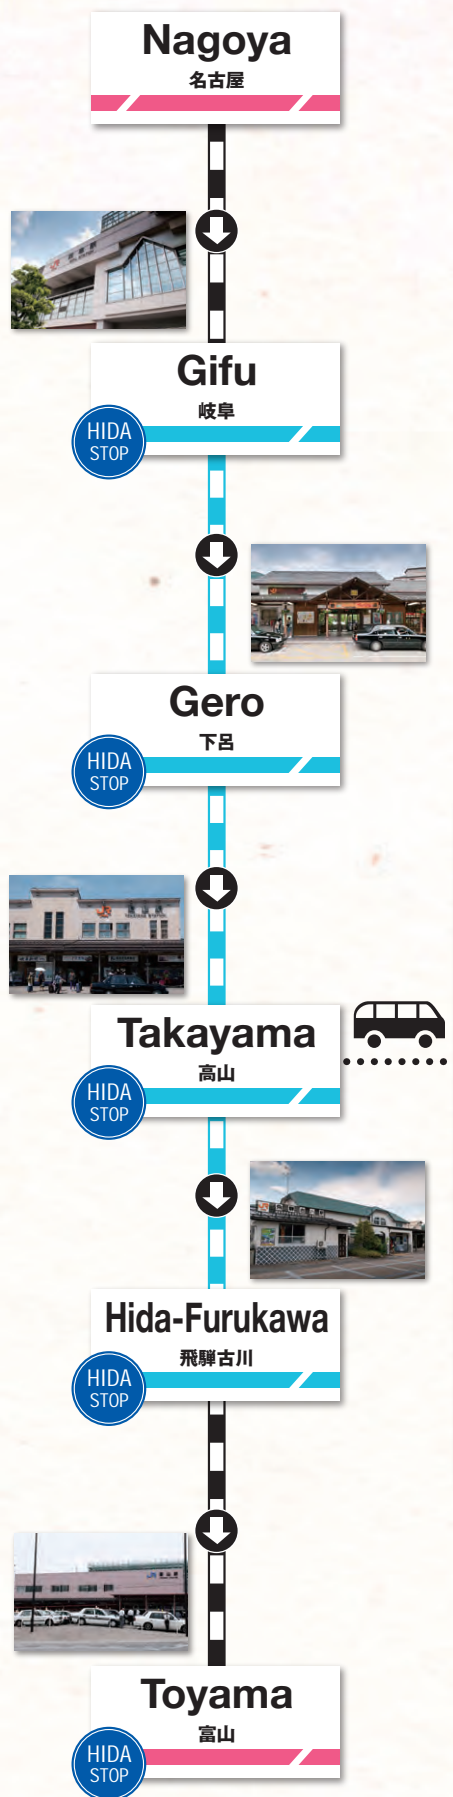 Nagoya
名古屋
Gifu
岐阜
HIDA
STOP
Gero
下呂
HIDA
STOP
Takayama
高山
HIDA
STOP
Hida-Furukawa
飛騨古川
HIDA
STOP
Toyama
富山
HIDA
STOP